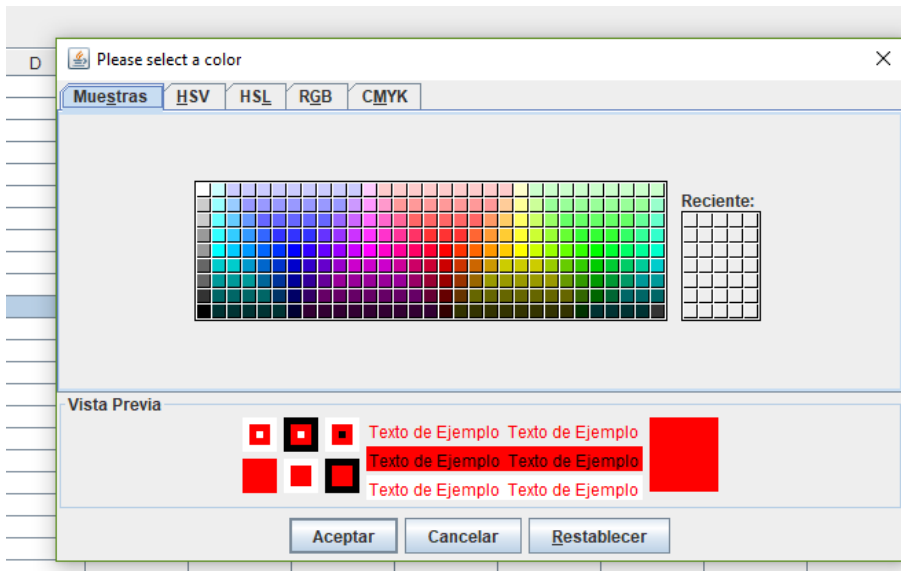 D
Please select a color
Muestras HSV HSL RGB CMYK
Reciente:
Vista Previa
Texto de Ejemplo Texto de Ejemplo
Texto de Ejemplo Texto de Ejemplo
Texto de Ejemplo Texto de Ejemplo
Aceptar Cancelar Restablecer